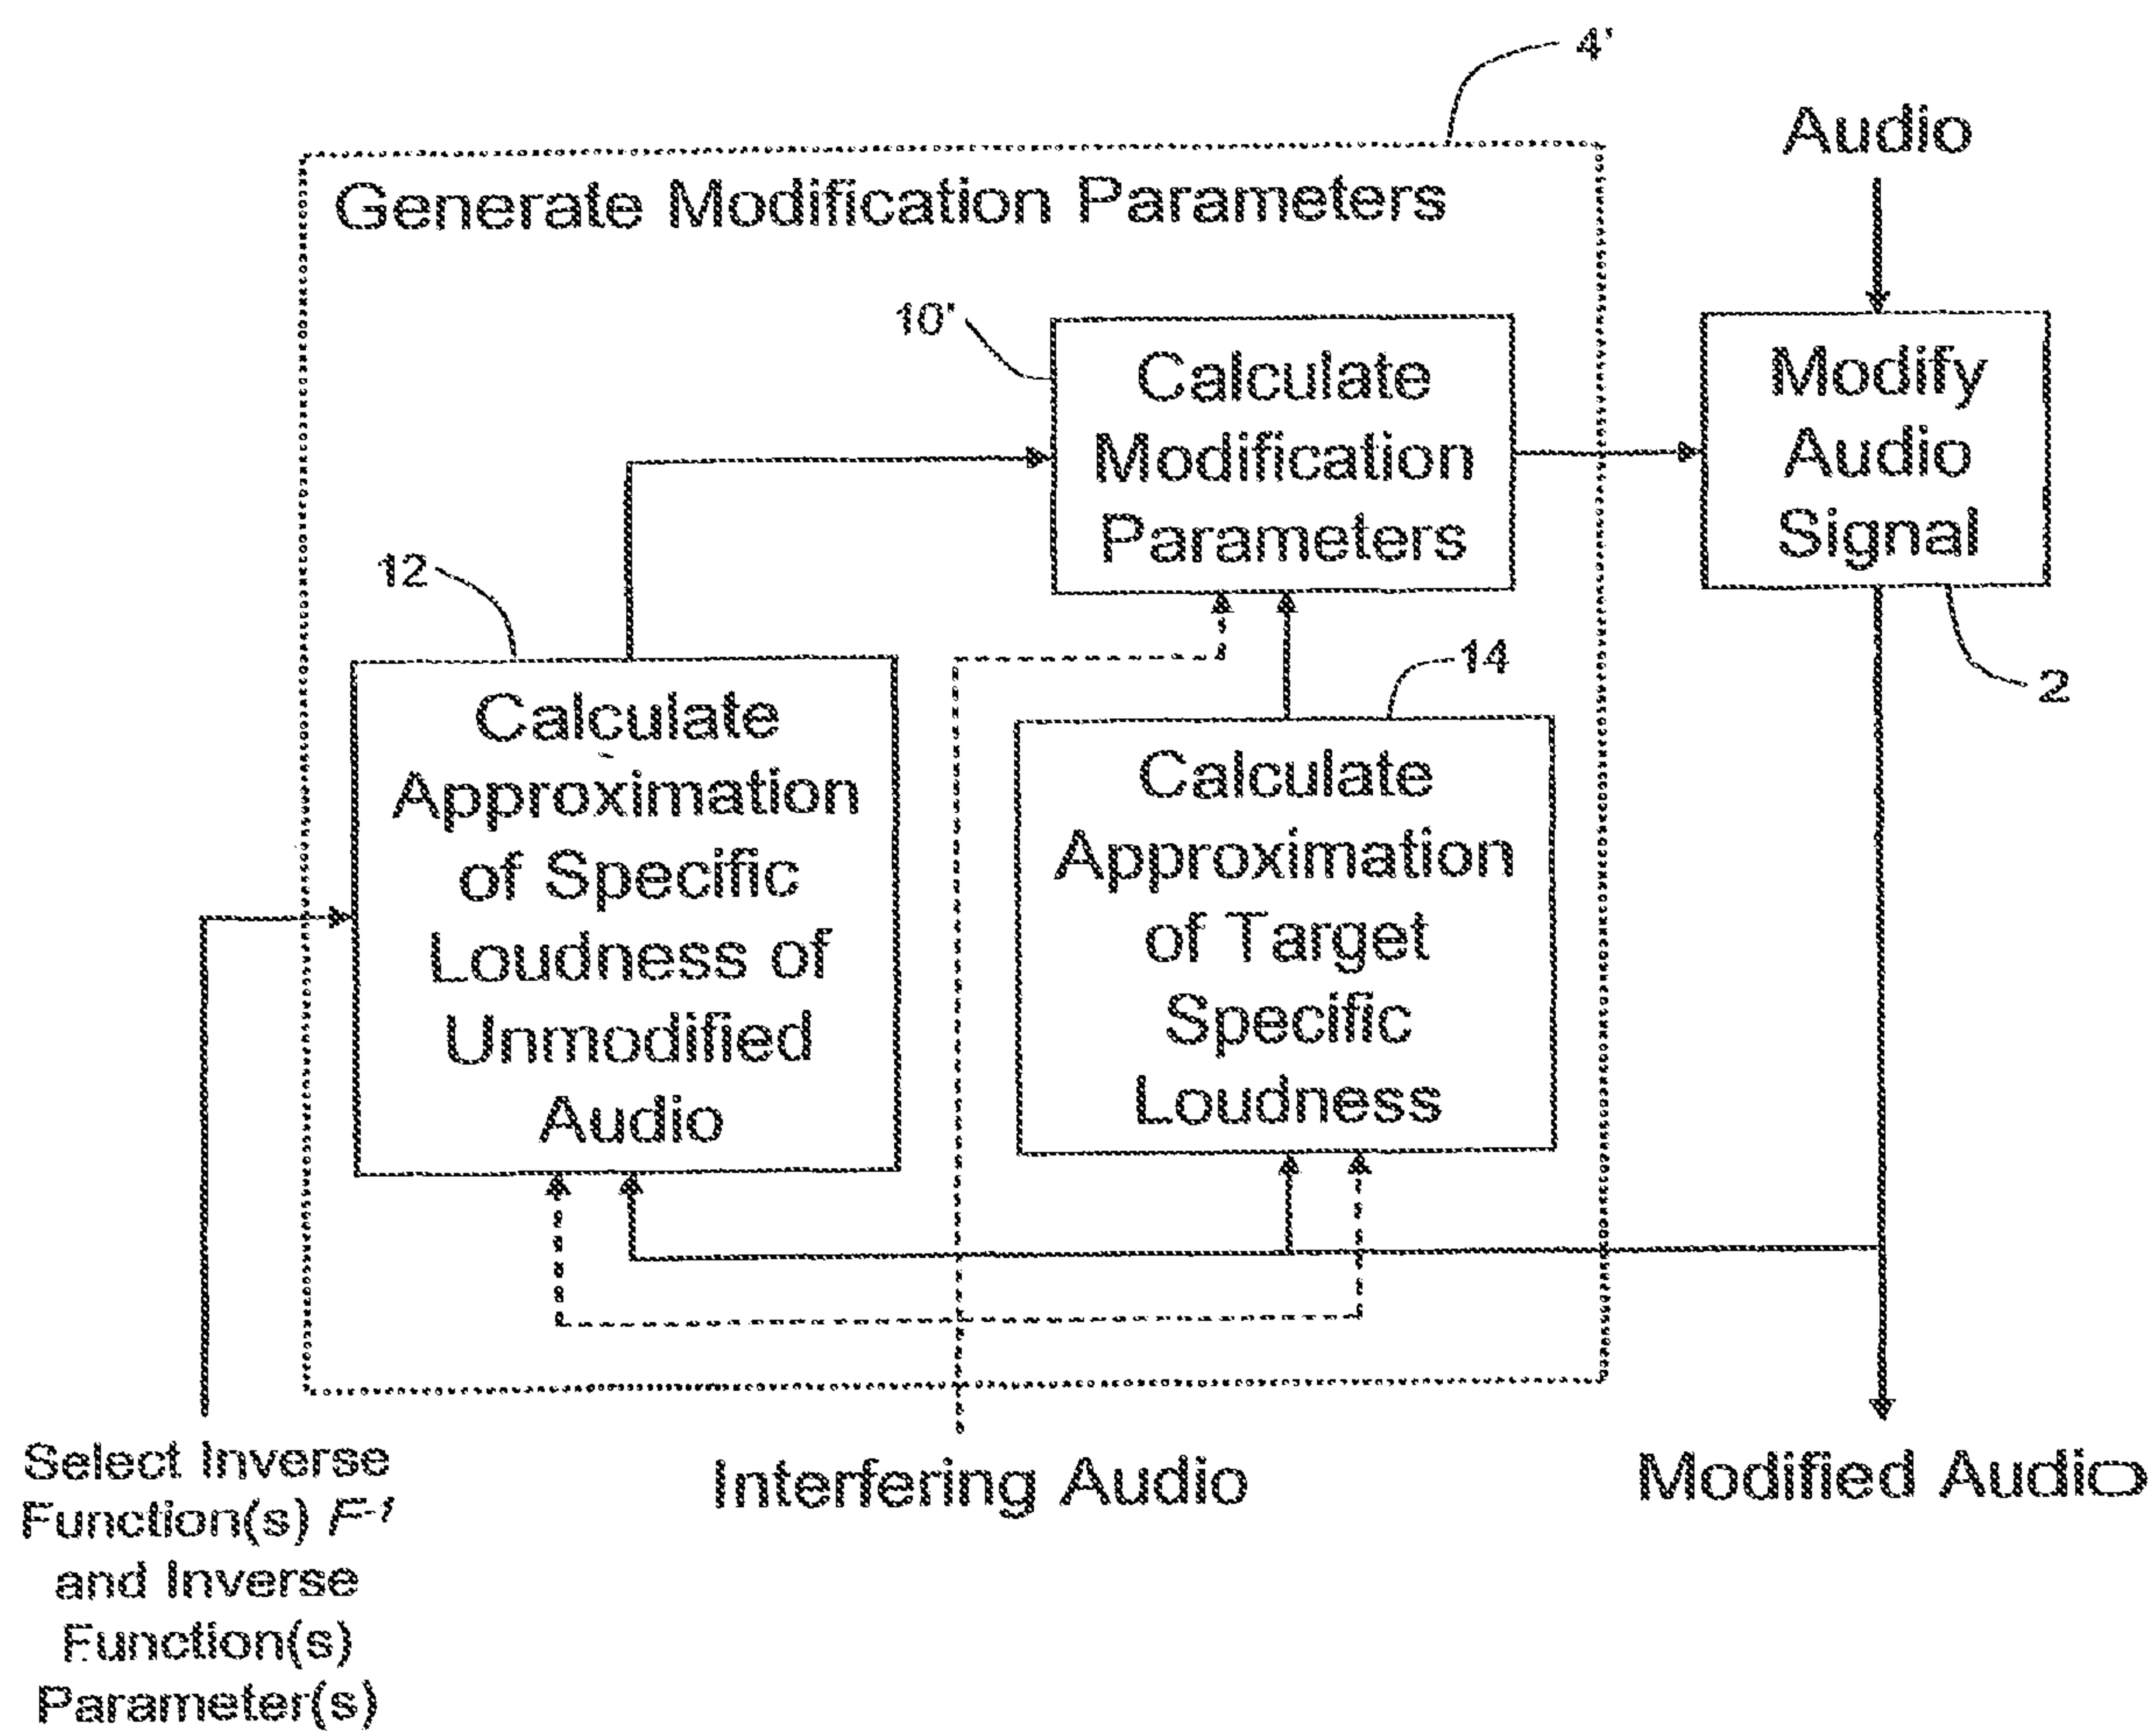 4'
Audio
Generate Modification Parameters
10'
Calculate
Modification
Parameters
Modify
Audio
Signal
12
14
2
Calculate
Approximation
of Specific
Loudness of
Unmodified
Audio
Calculate
Approximation
of Target
Specific
Loudness
Select Inverse
Function(s) F-1
and Inverse
Function(s)
Parameter(s)
Interfering Audio
Modified Audio